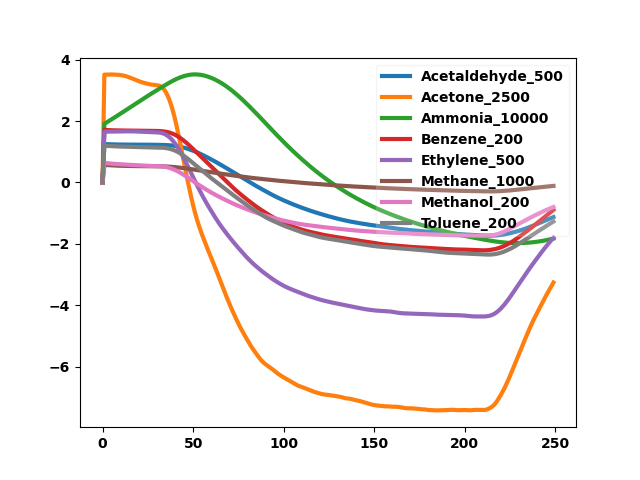 4
2
0
−2
−4
−6
0 50 100 150 200 250
Acetaldehyde_500
Acetone_2500
Ammonia_10000
Benzene_200
Ethylene_500
Methane_1000
Methanol_200
Toluene_200